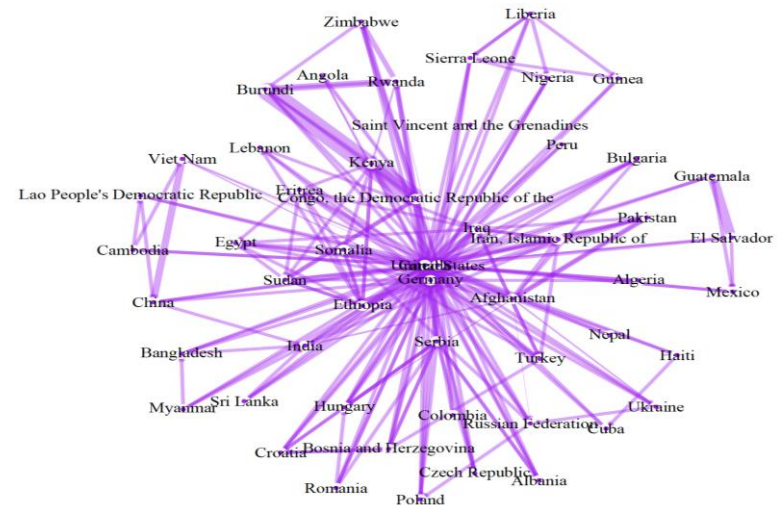 Liberia
Zimbabwe
Sierra Leone
Angola
Rwanda
Nigeria
Guinea
Burundi
Saint Vincent and the Grenadines
Peru
Lebanon
Viet Nam
Kenya
Bulgaria
Guatemala
Lao People's Democratic Republic
Eritrea
Congo, the Democratic Republic of the
Pakistan
Iraq
Iran, Islamic Republic of
El Salvador
Egypt
Somalia
Cambodia
United States
Canada
Germany
Sudan
Algeria
Mexico
China
Ethiopia
Afghanistan
Nepal
Serbia
India
Bangladesh
Turkey
Haiti
Myanmar
Sri Lanka
Hungary
Colombia
Ukraine
Russian Federation
Cuba
Croatia
Bosnia and Herzegovina
Czech Republic
Albania
Romania
Poland